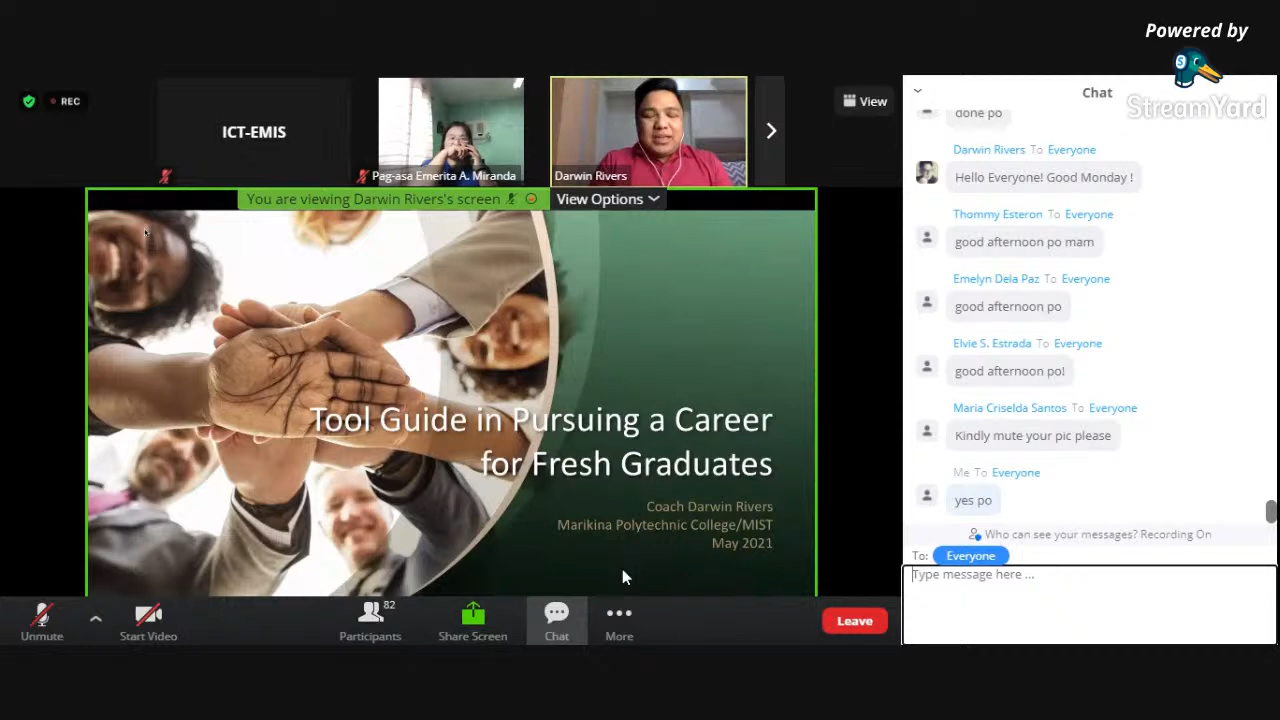 Powered by
StreamYard
REC
ICT-EMIS
Pag-asa Emerita A. Miranda
Darwin Rivers
View
You are viewing Darwin Rivers's screen
View Options
Tool Guide in Pursuing a Career
for Fresh Graduates
Coach Darwin Rivers
Marikina Polytechnic College/MIST
May 2021
Unmute
Start Video
82
Participants
Share Screen
Chat
More
Leave
Chat
done po
Darwin Rivers To Everyone
Hello Everyone! Good Monday !
Thommy Esteron To Everyone
good afternoon po mam
Emelyn Dela Paz To Everyone
good afternoon po
Elvie S. Estrada To Everyone
good afternoon po!
Maria Criselda Santos To Everyone
Kindly mute your pic please
Me To Everyone
yes po
Who can see your messages? Recording On
To: Everyone
Type message here ...